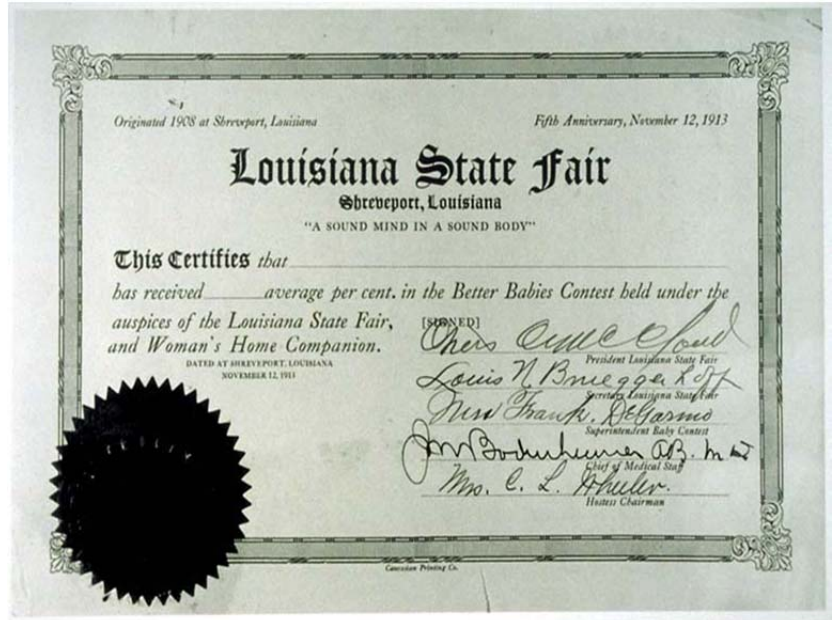 Originated 1908 at Shreveport, Louisiana
Fifth Anniversary, November 12, 1913
Louisiana State Fair
Shreveport, Louisiana
"A SOUND MIND IN A SOUND BODY"
This Certifies that
has received average per cent. in the Better Babies Contest held under the
auspices of the Louisiana State Fair,
and Woman's Home Companion.
DATED AT SHREVEPORT, LOUISIANA
NOVEMBER 12, 1913
[SIGNED]
President Louisiana State Fair
Louis N Bruegger
Secretary Louisiana State Fair
Mrs Frank. DeGarmo
Superintendent Baby Contest
J M Bodenheimer AB. M
Chief of Medical Staff
Mrs. C. L. Wheeler.
Hostess Chairman
Caucasian Printing Co.